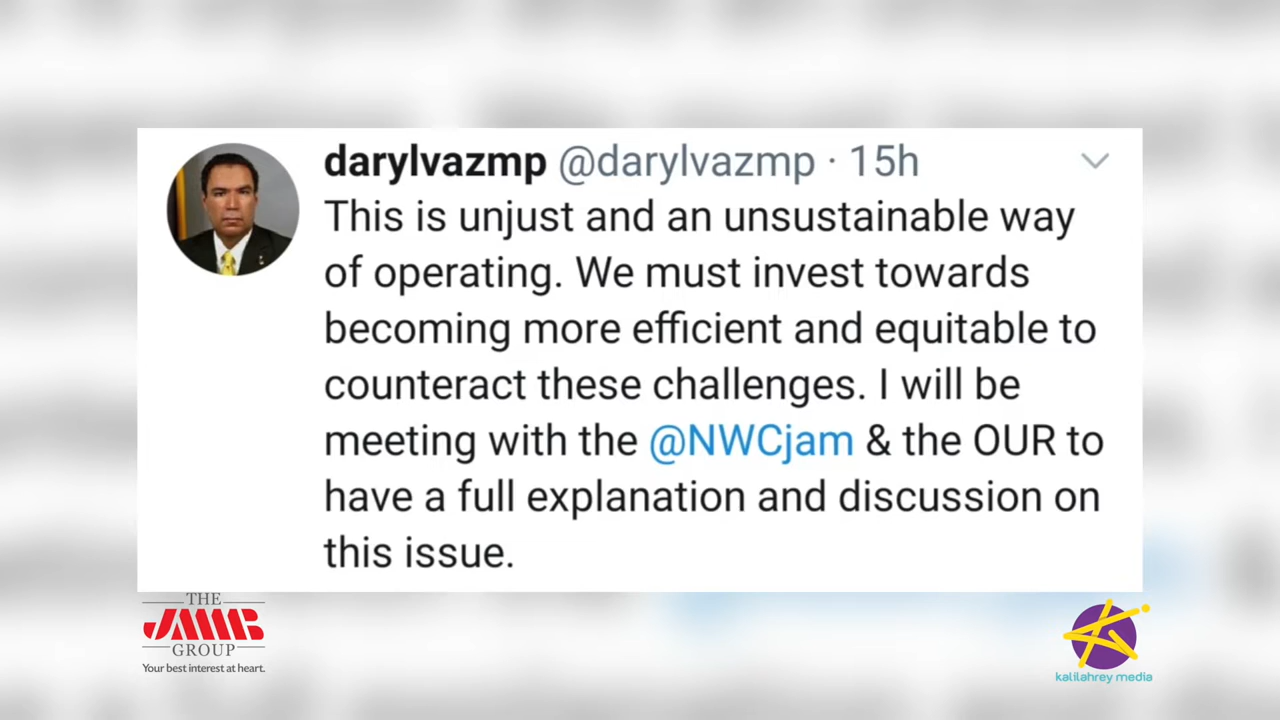 darylvazmp @darylvazmp · 15h
This is unjust and an unsustainable way
of operating. We must invest towards
becoming more efficient and equitable to
counteract these challenges. I will be
meeting with the @NWCjam & the OUR to
have a full explanation and discussion on
this issue.
THE
JMMB
GROUP
Your best interest at heart.
kalilahrey media